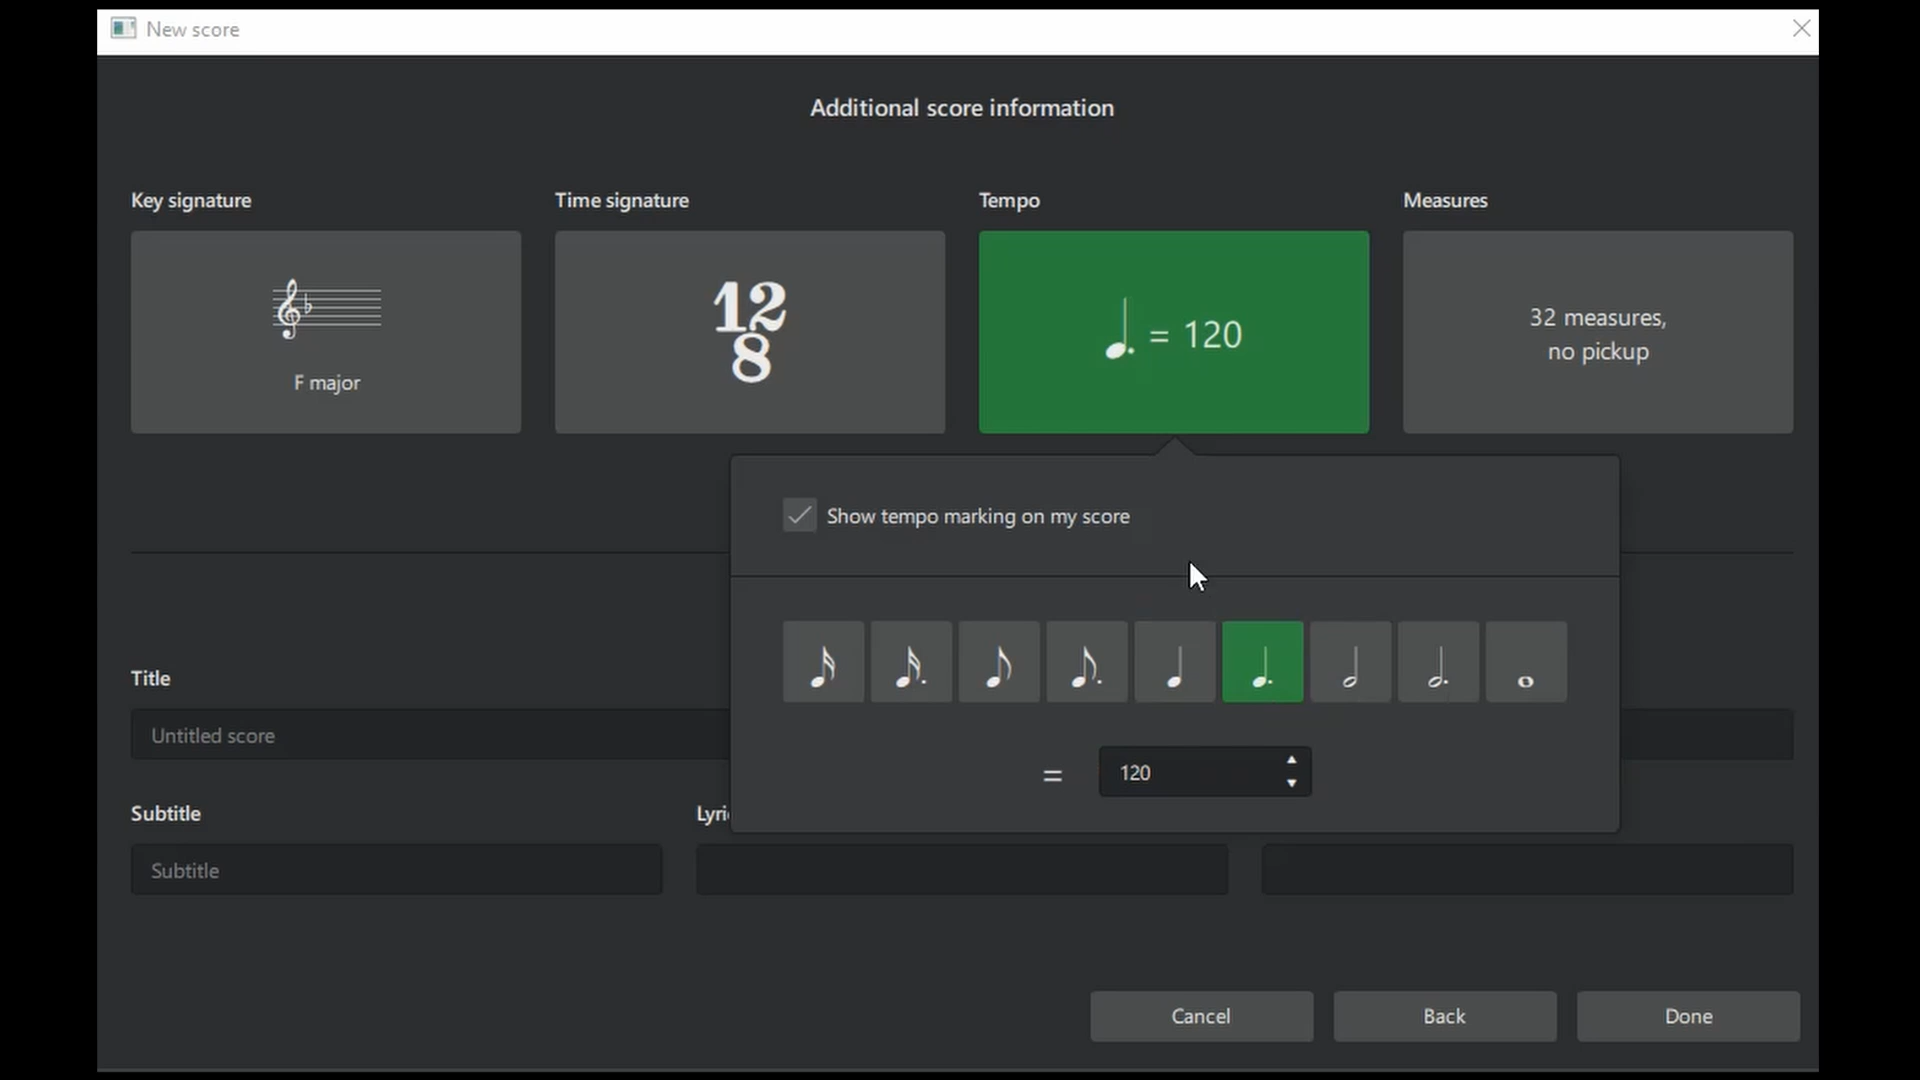 New score
Additional score information
Key signature
Time signature
Tempo
Measures
F major
12
8
= 120
32 measures,
no pickup
Show tempo marking on my score
= 120
Title
Untitled score
Subtitle
Subtitle
Cancel
Back
Done